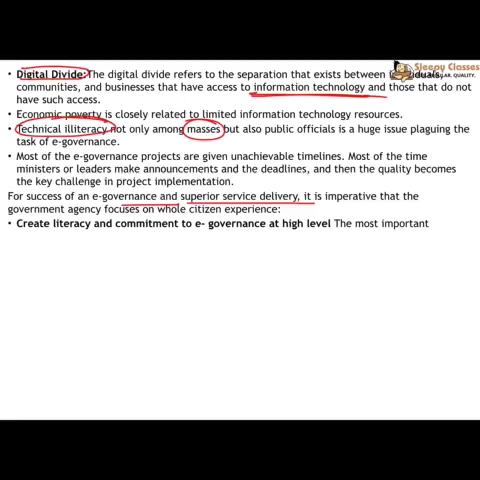 Sleepy Classes
• Digital Divide:The digital divide refers to the separation that exists between individuals,
communities, and businesses that have access to information technology and those that do not
have such access.
• Economic poverty is closely related to limited information technology resources.
• Technical illiteracy not only among masses but also public officials is a huge issue plaguing the
task of e-governance.
• Most of the e-governance projects are given unachievable timelines. Most of the time
ministers or leaders make announcements and the deadlines, and then the quality becomes
the key challenge in project implementation.
For success of an e-governance and superior service delivery, it is imperative that the
government agency focuses on whole citizen experience:
• Create literacy and commitment to e- governance at high level The most important